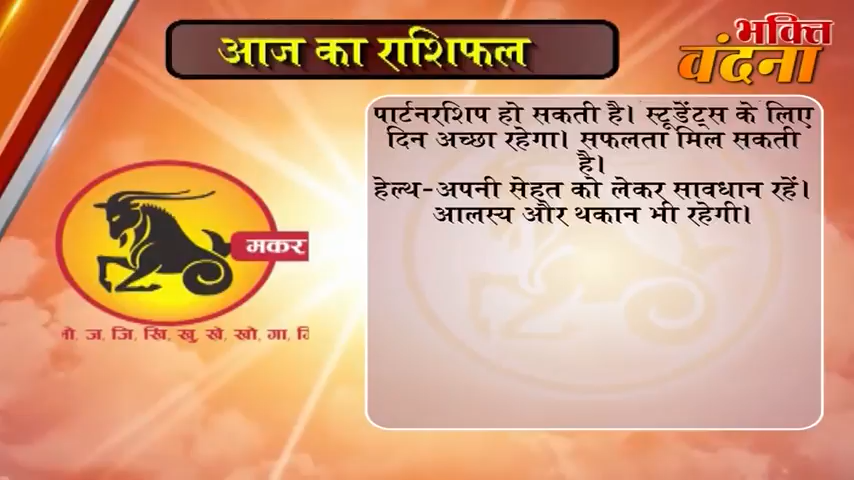 आज का राशिफल
भक्ति
वंदना
पार्टनरशिप हो सकती है। स्टूडेंट्स के लिए
दिन अच्छा रहेगा। सफलता मिल सकती
है।
हेल्थ-अपनी सेहत को लेकर सावधान रहें।
आलस्य और थकान भी रहेगी।
मकर
ज, जि, खि, खु, खे, खो, गा,